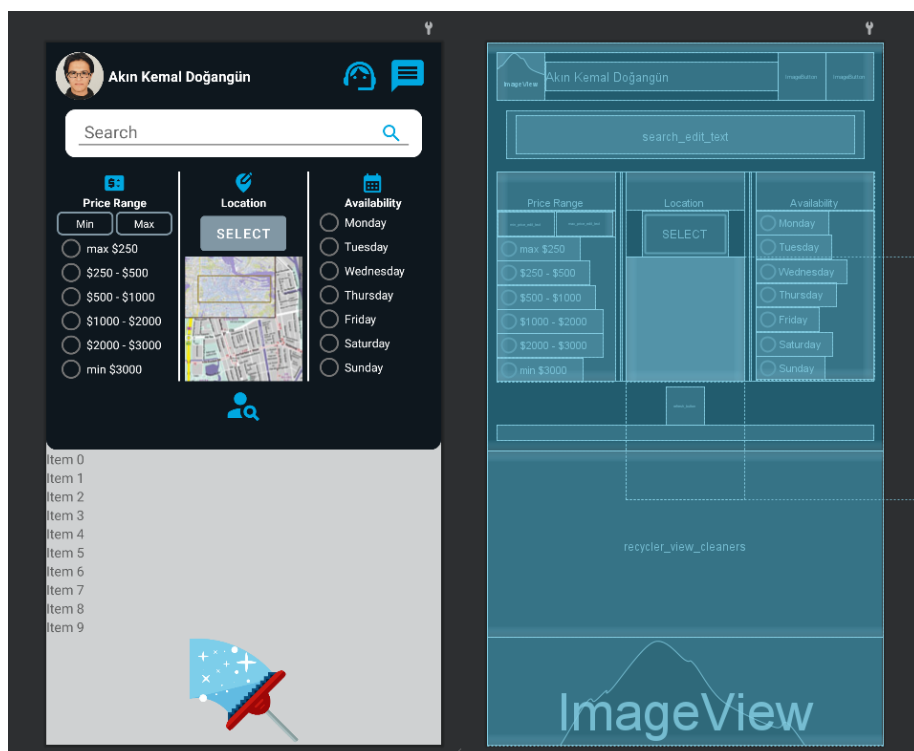 Akın Kemal Doğangün
Search
Price Range
Min Max
max $250
$250 - $500
$500 - $1000
$1000 - $2000
$2000 - $3000
min $3000
Location
SELECT
Availability
Monday
Tuesday
Wednesday
Thursday
Friday
Saturday
Sunday
Item 0
Item 1
Item 2
Item 3
Item 4
Item 5
Item 6
Item 7
Item 8
Item 9
ImageView
Akın Kemal Doğangün
ImageButton ImageButton
search_edit_text
Price Range
max $250
$250 - $500
$500 - $1000
$1000 - $2000
$2000 - $3000
min $3000
Location
SELECT
Availability
Monday
Tuesday
Wednesday
Thursday
Friday
Saturday
Sunday
recycler_view_cleaners
ImageView